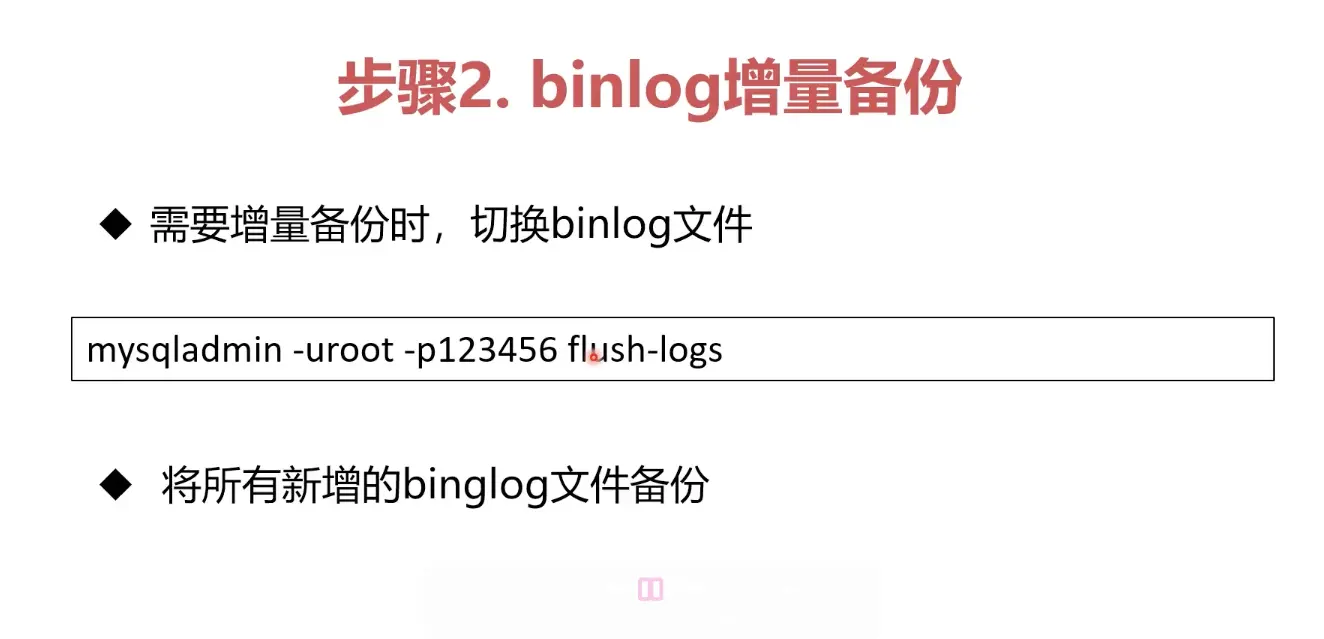 步骤2. binlog增量备份
◆ 需要增量备份时，切换binlog文件
mysqladmin -uroot -p123456 flush-logs
◆ 将所有新增的binglog文件备份